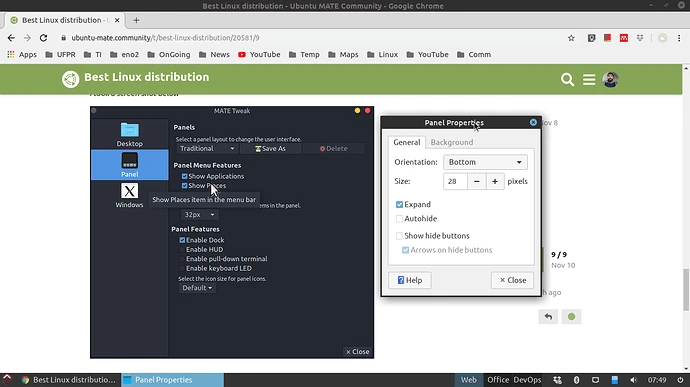 Best Linux distribution - Ubuntu MATE Community - Google Chrome
Best Linux distribution - U
ubuntu-mate.community/t/best-linux-distribution/20581/9
Apps UFPR TI eno2 OnGoing News YouTube Temp Maps Linux YouTube Comm
Best Linux distribution
Nov 8
MATE Tweak
Desktop
Panel
Windows
Panels
Select a panel layout to change the user interface.
Traditional Save As Delete
Panel Menu Features
Show Applications
Show Places
Show Places item in the menu bar
items in the panel.
32px
Panel Features
Enable Dock
Enable HUD
Enable pull-down terminal
Enable keyboard LED
Select the icon size for panel icons.
Default
Close
Panel Properties
General Background
Orientation: Bottom
Size: 28 pixels
Expand
Autohide
Show hide buttons
Arrows on hide buttons
Help Close
9 / 9
Nov 10
h ago
Best Linux distributio... Panel Properties Web Office DevOps 07:49